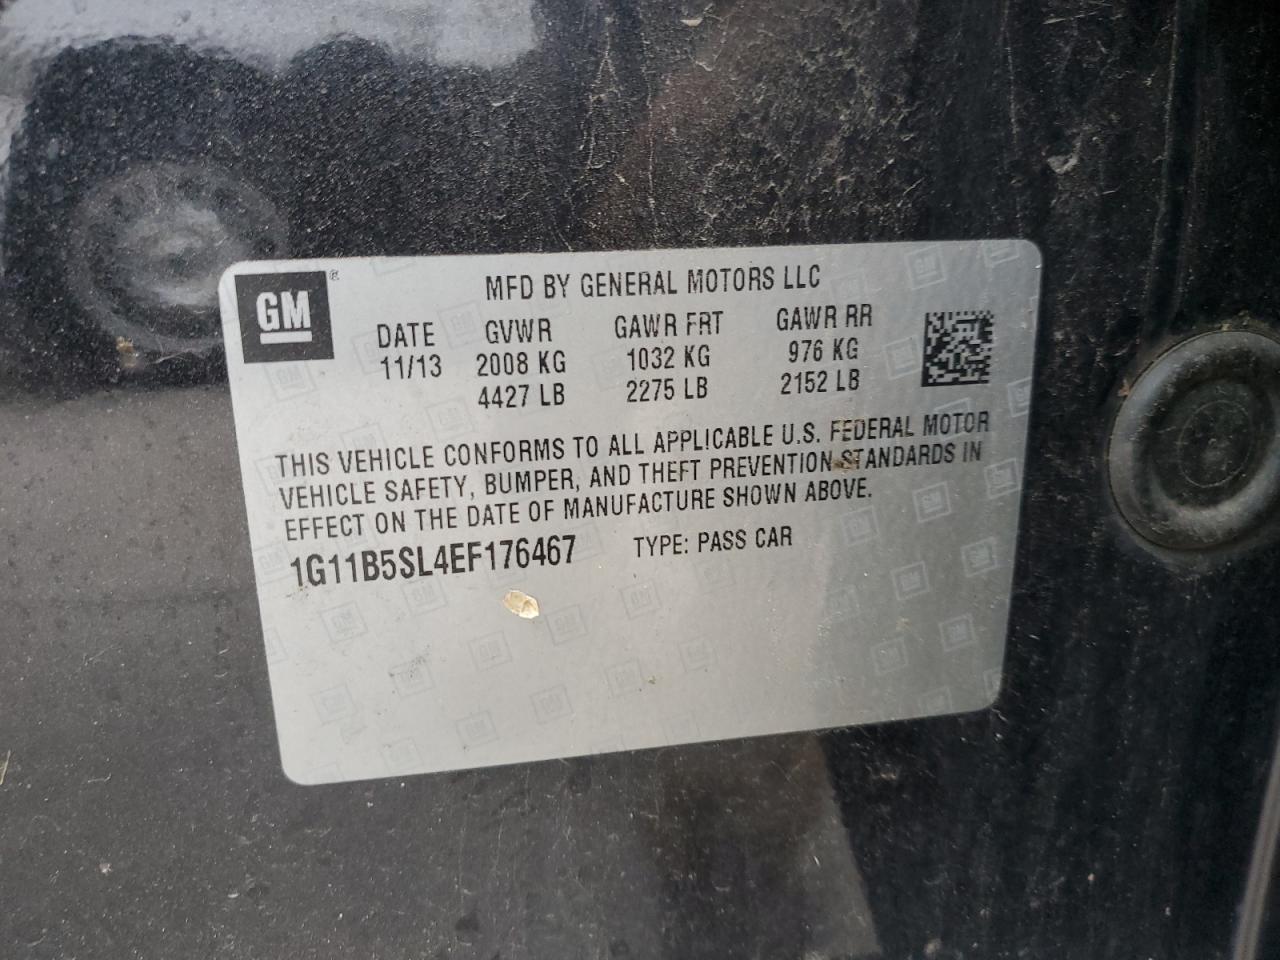 GM ®
MFD BY GENERAL MOTORS LLC
DATE GVWR GAWR FRT GAWR RR
11/13 2008 KG 1032 KG 976 KG
4427 LB 2275 LB 2152 LB
THIS VEHICLE CONFORMS TO ALL APPLICABLE U.S. FEDERAL MOTOR
VEHICLE SAFETY, BUMPER, AND THEFT PREVENTION STANDARDS IN
EFFECT ON THE DATE OF MANUFACTURE SHOWN ABOVE.
1G11B5SL4EF176467 TYPE: PASS CAR